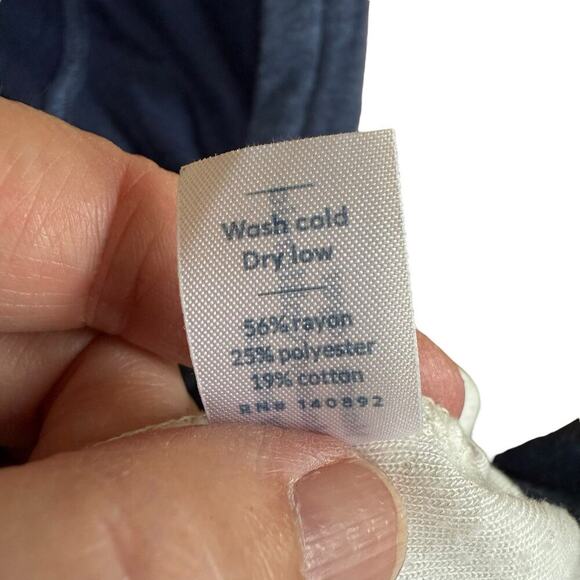 Wash cold
Dry low
56% rayon
25% polyester
19% cotton
RN# 140892